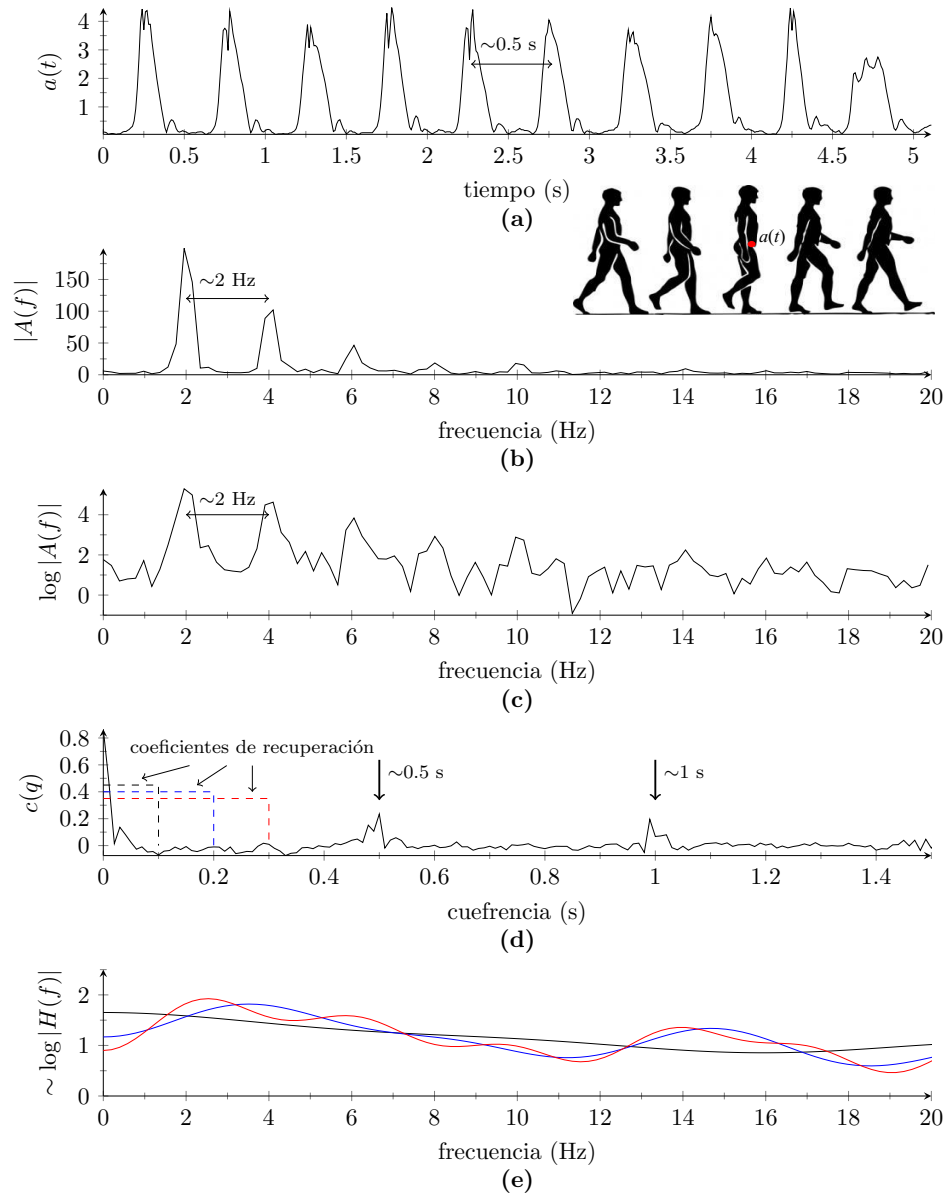 4
3
2
1
a(t)
∼0.5 s
0 0.5 1 1.5 2 2.5 3 3.5 4 4.5 5
tiempo (s)
(a)
a(t)
150
100
50
0
|A(f)|
∼2 Hz
0 2 4 6 8 10 12 14 16 18 20
frecuencia (Hz)
(b)
4
2
0
log |A(f)|
∼2 Hz
0 2 4 6 8 10 12 14 16 18 20
frecuencia (Hz)
(c)
0.8
0.6
0.4
0.2
0
c(q)
coeficientes de recuperación
∼0.5 s
∼1 s
0 0.2 0.4 0.6 0.8 1 1.2 1.4
cuefrencia (s)
(d)
2
1
0
∼ log |H(f)|
0 2 4 6 8 10 12 14 16 18 20
frecuencia (Hz)
(e)